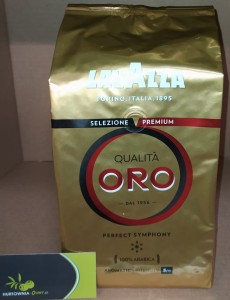 LAVAZZA
TORINO, ITALIA, 1895
SELEZIONE PREMIUM
QUALITÀ
ORO
DAL 1956
PERFECT SYMPHONY
100% ARABICA
HURTOWNIA